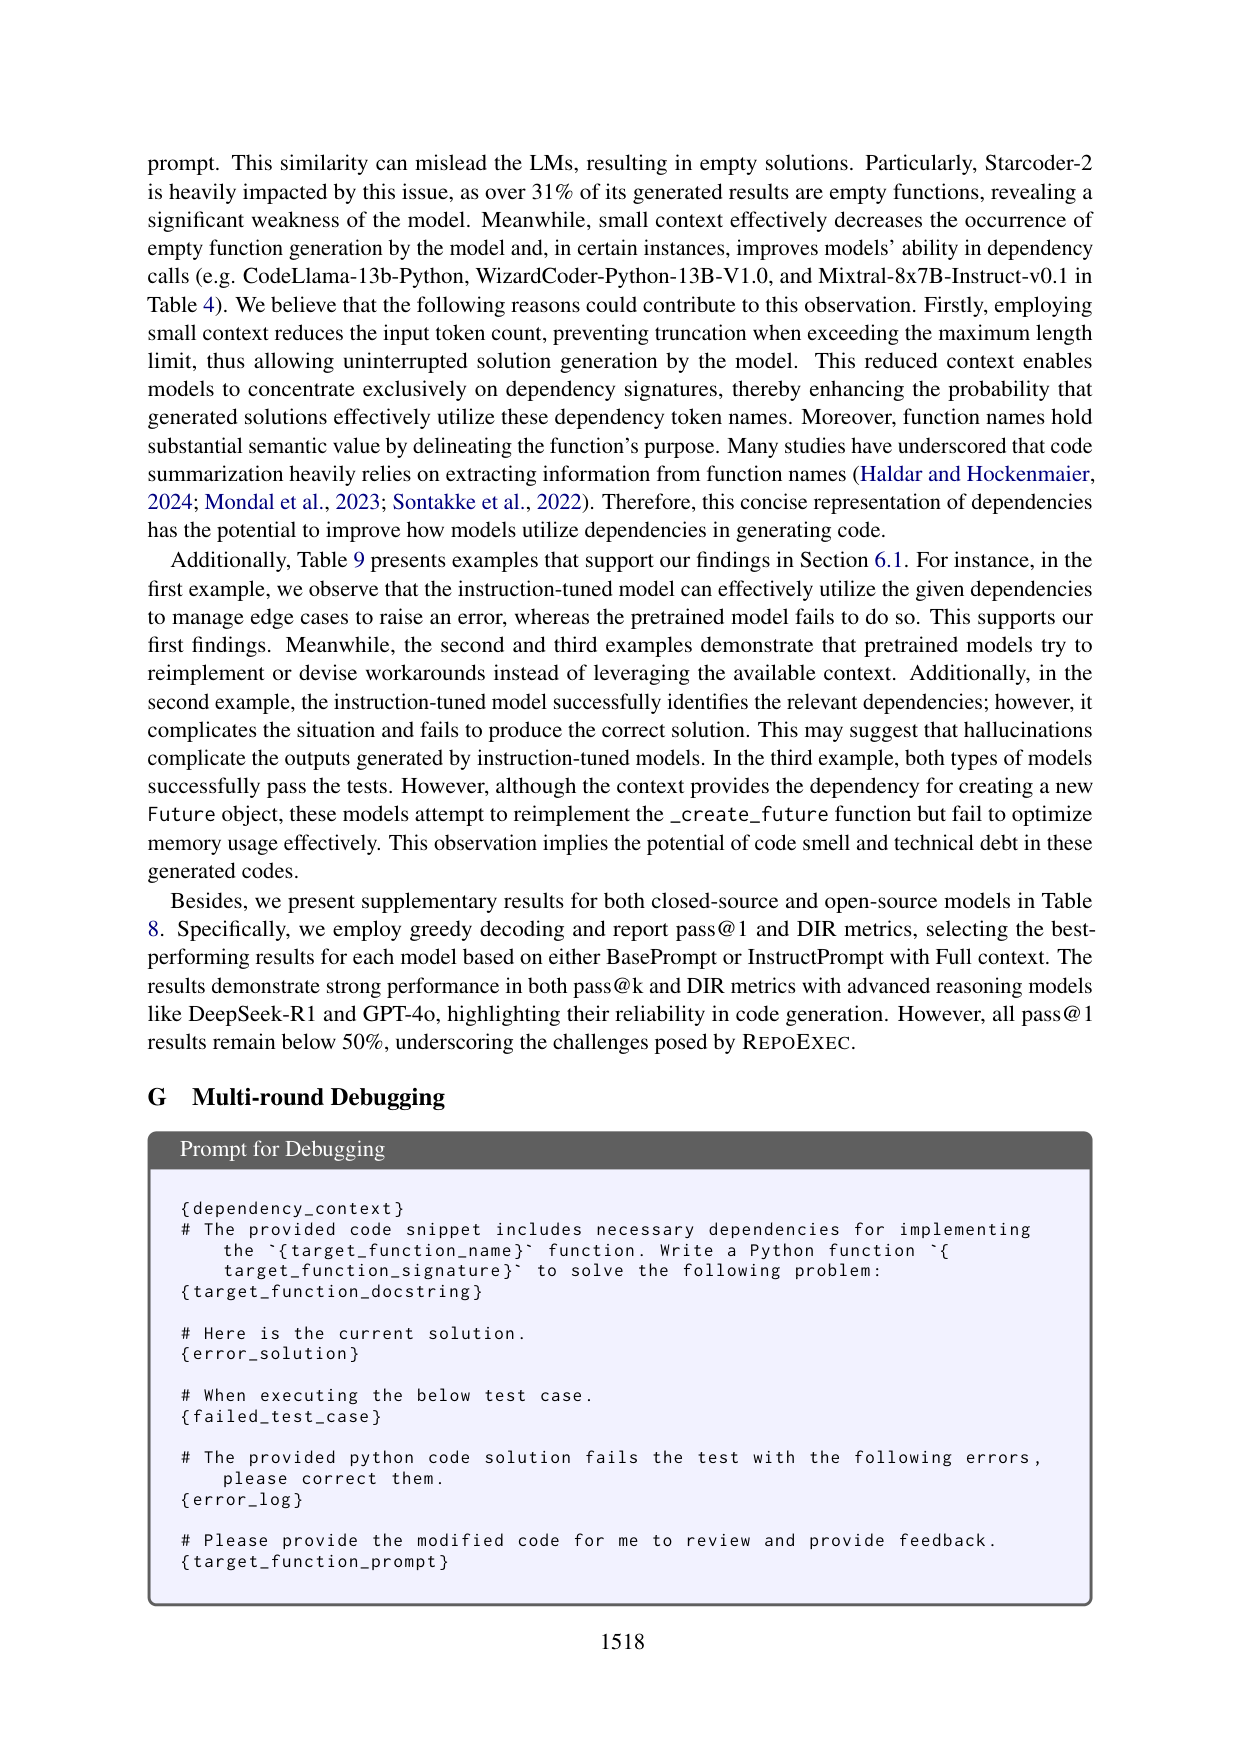 prompt. This similarity can mislead the LMs, resulting in empty solutions. Particularly, Starcoder-2
is heavily impacted by this issue, as over 31% of its generated results are empty functions, revealing a
significant weakness of the model. Meanwhile, small context effectively decreases the occurrence of
empty function generation by the model and, in certain instances, improves models’ ability in dependency
calls (e.g. CodeLlama-13b-Python, WizardCoder-Python-13B-V1.0, and Mixtral-8x7B-Instruct-v0.1 in
Table 4). We believe that the following reasons could contribute to this observation. Firstly, employing
small context reduces the input token count, preventing truncation when exceeding the maximum length
limit, thus allowing uninterrupted solution generation by the model. This reduced context enables
models to concentrate exclusively on dependency signatures, thereby enhancing the probability that
generated solutions effectively utilize these dependency token names. Moreover, function names hold
substantial semantic value by delineating the function’s purpose. Many studies have underscored that code
summarization heavily relies on extracting information from function names (Haldar and Hockenmaier,
2024; Mondal et al., 2023; Sontakke et al., 2022). Therefore, this concise representation of dependencies
has the potential to improve how models utilize dependencies in generating code.
Additionally, Table 9 presents examples that support our findings in Section 6.1. For instance, in the
first example, we observe that the instruction-tuned model can effectively utilize the given dependencies
to manage edge cases to raise an error, whereas the pretrained model fails to do so. This supports our
first findings. Meanwhile, the second and third examples demonstrate that pretrained models try to
reimplement or devise workarounds instead of leveraging the available context. Additionally, in the
second example, the instruction-tuned model successfully identifies the relevant dependencies; however, it
complicates the situation and fails to produce the correct solution. This may suggest that hallucinations
complicate the outputs generated by instruction-tuned models. In the third example, both types of models
successfully pass the tests. However, although the context provides the dependency for creating a new
Future object, these models attempt to reimplement the _create_future function but fail to optimize
memory usage effectively. This observation implies the potential of code smell and technical debt in these
generated codes.
Besides, we present supplementary results for both closed-source and open-source models in Table
8. Specifically, we employ greedy decoding and report pass@1 and DIR metrics, selecting the best-
performing results for each model based on either BasePrompt or InstructPrompt with Full context. The
results demonstrate strong performance in both pass@k and DIR metrics with advanced reasoning models
like DeepSeek-R1 and GPT-4o, highlighting their reliability in code generation. However, all pass@1
results remain below 50%, underscoring the challenges posed by REPOEXEC.
G Multi-round Debugging
Prompt for Debugging
{dependency_context}
# The provided code snippet includes necessary dependencies for implementing
the `{target_function_name}` function. Write a Python function `{
target_function_signature}` to solve the following problem:
{target_function_docstring}
# Here is the current solution.
{error_solution}
# When executing the below test case.
{failed_test_case}
# The provided python code solution fails the test with the following errors,
please correct them.
{error_log}
# Please provide the modified code for me to review and provide feedback.
{target_function_prompt}
1518